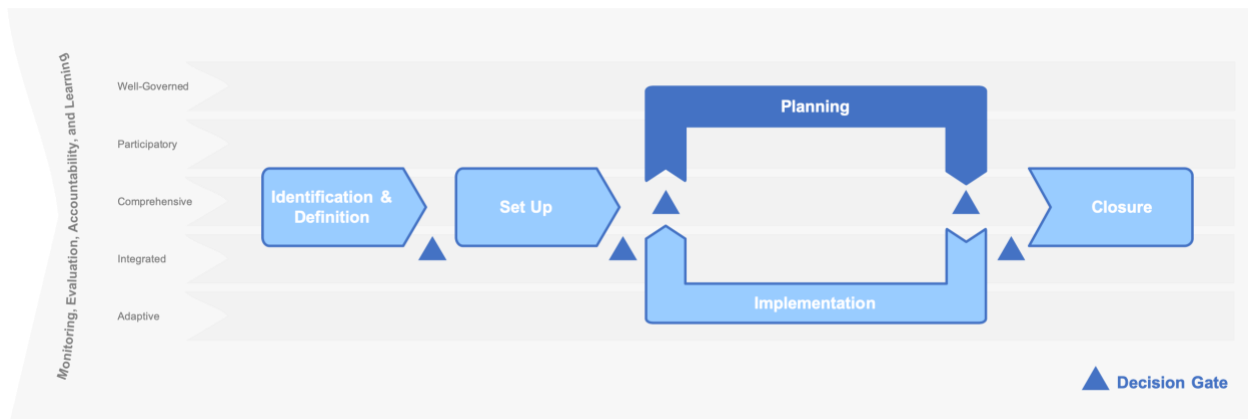 Monitoring, Evaluation, Accountability, and Learning
Well-Governed
Participatory
Comprehensive
Integrated
Adaptive
Identification &
Definition
Set Up
Planning
Implementation
Closure
Decision Gate